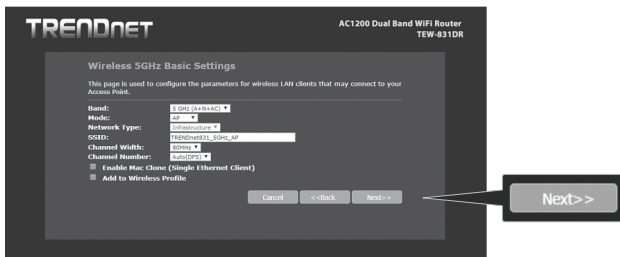 TRENDNET
AC1200 Dual Band WiFi Router
TEW-831DR
Wireless 5GHz Basic Settings
This page is used to configure the parameters for wireless LAN clients that may connect to your
Access Point.
Band: 5 GHz (A+N+AC)
Mode: AP
Network Type: Infrastructure
SSID: TRENDnet831_5GHz_AP
Channel Width: 80MHz
Channel Number: Auto(DFS)
Enable Mac Clone (Single Ethernet Client)
Add to Wireless Profile
Cancel <<Back Next>>
Next>>